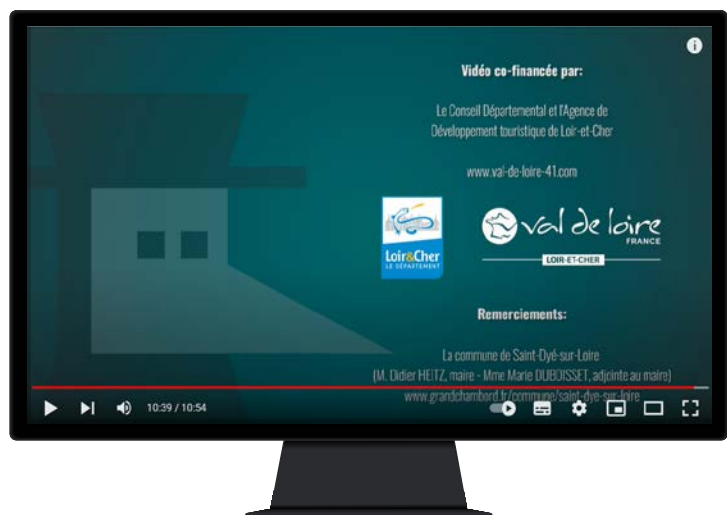 Vidéo co-financée par:
Le Conseil Départemental et l'Agence de
Développement touristique de Loir-et-Cher
www.val-de-loire-41.com
Loir&Cher
LE DÉPARTEMENT
val de loire
FRANCE
LOIR-ET-CHER
Remerciements:
La commune de Saint-Dyé-sur-Loire
(M. Didier HEITZ, maire - Mme Marie DUBOISSET, adjointe au maire)
www.grandchambord.fr/commune/saint-dye-sur-loire
10:39 / 10:54